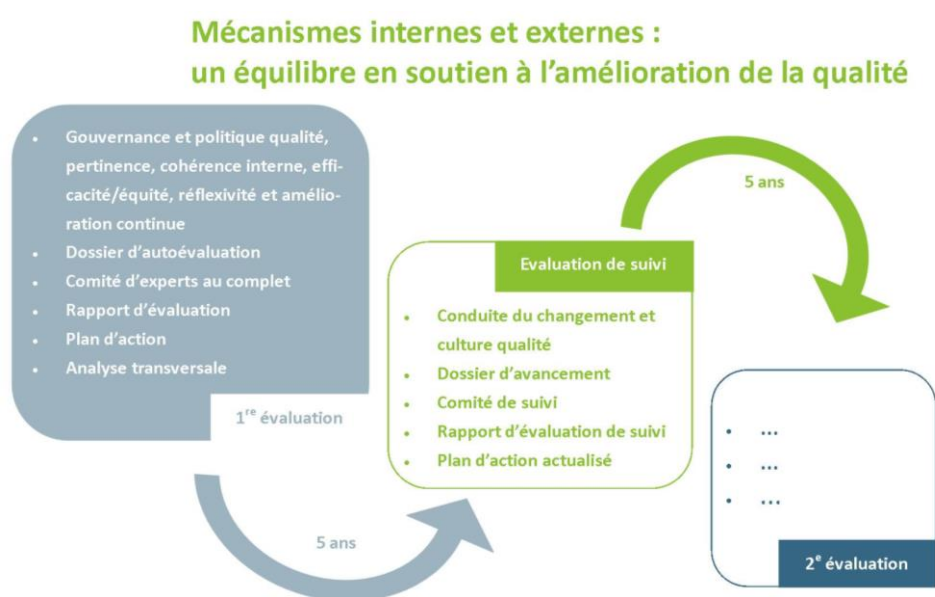 Mécanismes internes et externes :
un équilibre en soutien à l’amélioration de la qualité
• Gouvernance et politique qualité,
pertinence, cohérence interne, effi-
cacité/équité, réflexivité et amélio-
ration continue
• Dossier d’autoévaluation
• Comité d’experts au complet
• Rapport d’évaluation
• Plan d’action
• Analyse transversale
1re évaluation
5 ans
Evaluation de suivi
• Conduite du changement et
culture qualité
• Dossier d’avancement
• Comité de suivi
• Rapport d’évaluation de suivi
• Plan d’action actualisé
5 ans
• ...
• ...
• ...
2e évaluation